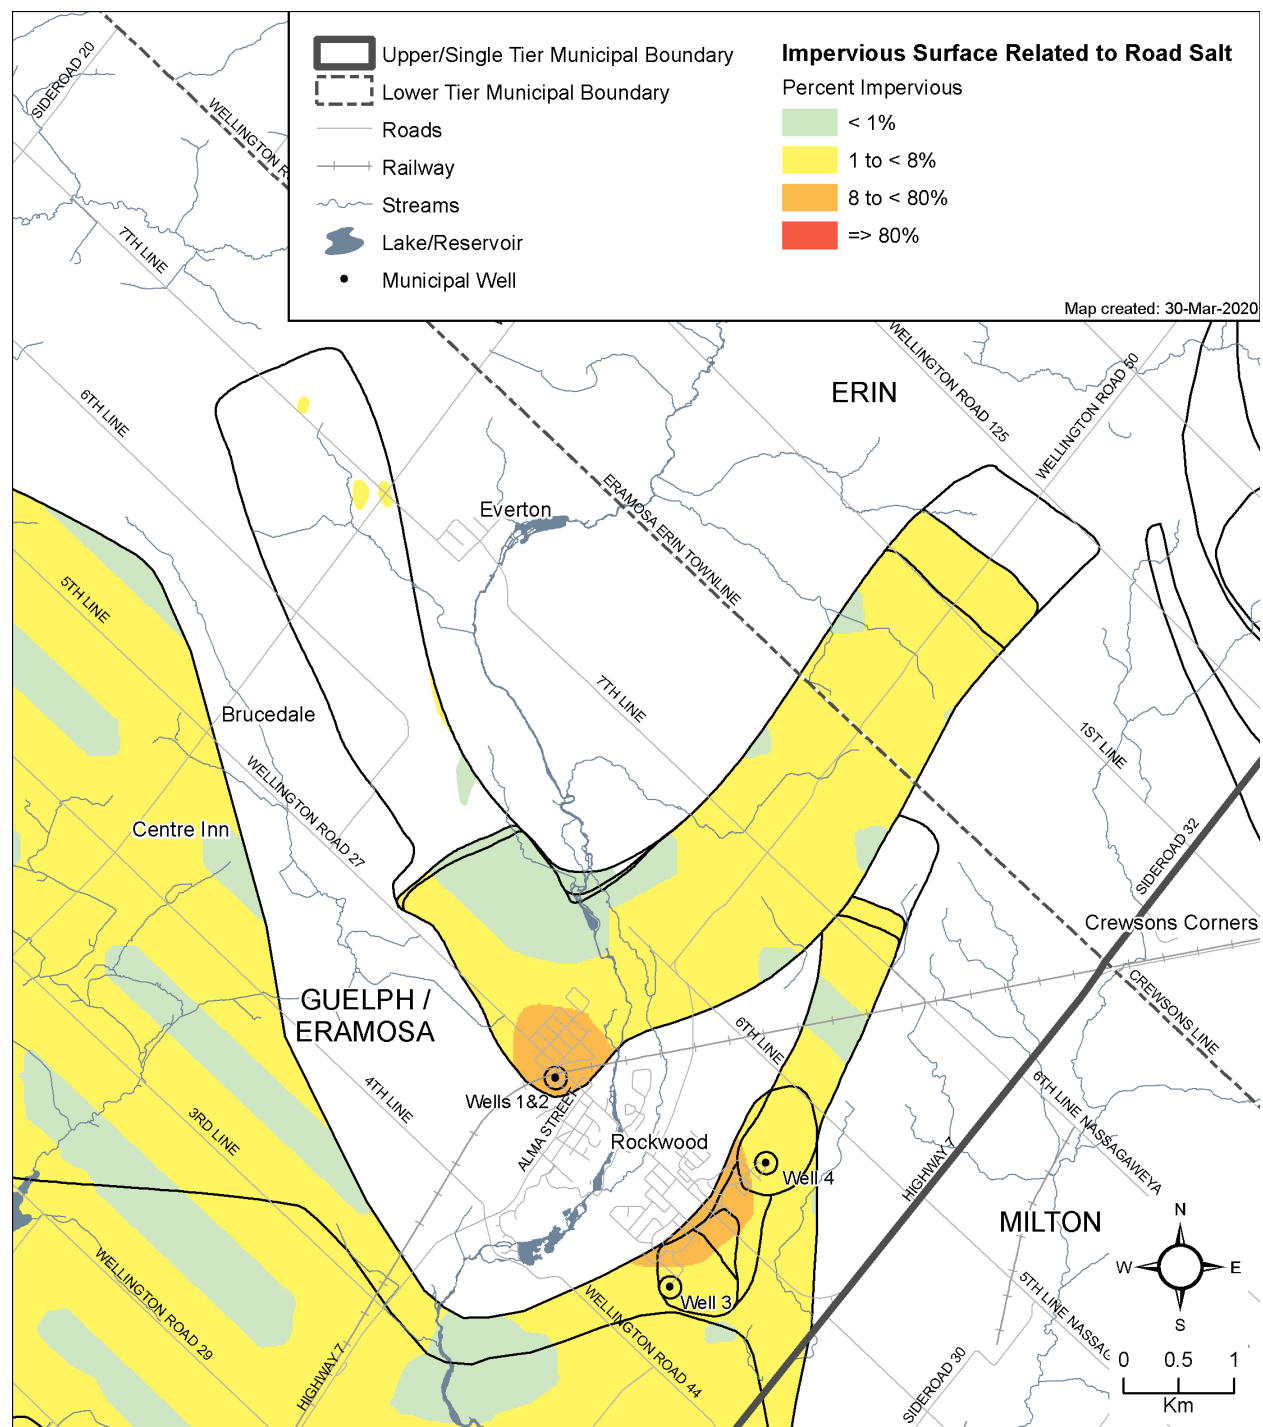 Upper/Single Tier Municipal Boundary
Lower Tier Municipal Boundary
Roads
Railway
Streams
Lake/Reservoir
Municipal Well
Impervious Surface Related to Road Salt
Percent Impervious
< 1%
1 to < 8%
8 to < 80%
=> 80%
Map created: 30-Mar-2020
SIDEROAD 20
WELLINGTON R
7TH LINE
6TH LINE
ERIN
WELLINGTON ROAD 125
WELLINGTON ROAD 50
Everton
ERAMOSA ERIN TOWNLINE
5TH LINE
7TH LINE
Brucedale
1ST LINE
WELLINGTON ROAD 27
Centre Inn
SIDEROAD 32
Crewsons Corners
GUELPH /
ERAMOSA
CREWSONS LINE
6TH LINE
4TH LINE
Wells 1&2
ALMA STREET
3RD LINE
Rockwood
6TH LINE NASSAGAWEYA
HIGHWAY 7
Well 4
MILTON
N
W
E
S
WELLINGTON ROAD 29
Well 3
WELLINGTON ROAD 44
5TH LINE NASSAG
HIGHWAY 7
SIDEROAD 30
0 0.5 1
Km